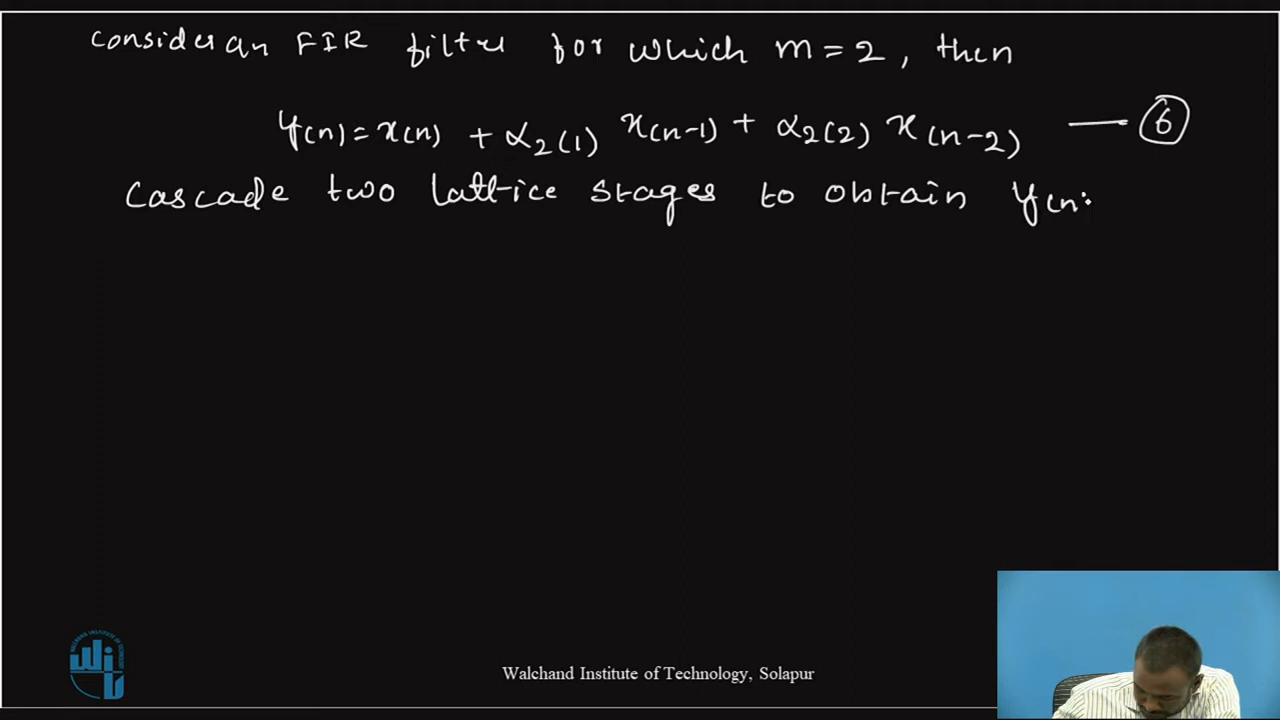 consider an FIR filter for which m = 2, then
y(n) = x(n) + α₂(1) x(n-1) + α₂(2) x(n-2) — ⑥
cascade two lattice stages to obtain y(n
Walchand Institute of Technology, Solapur